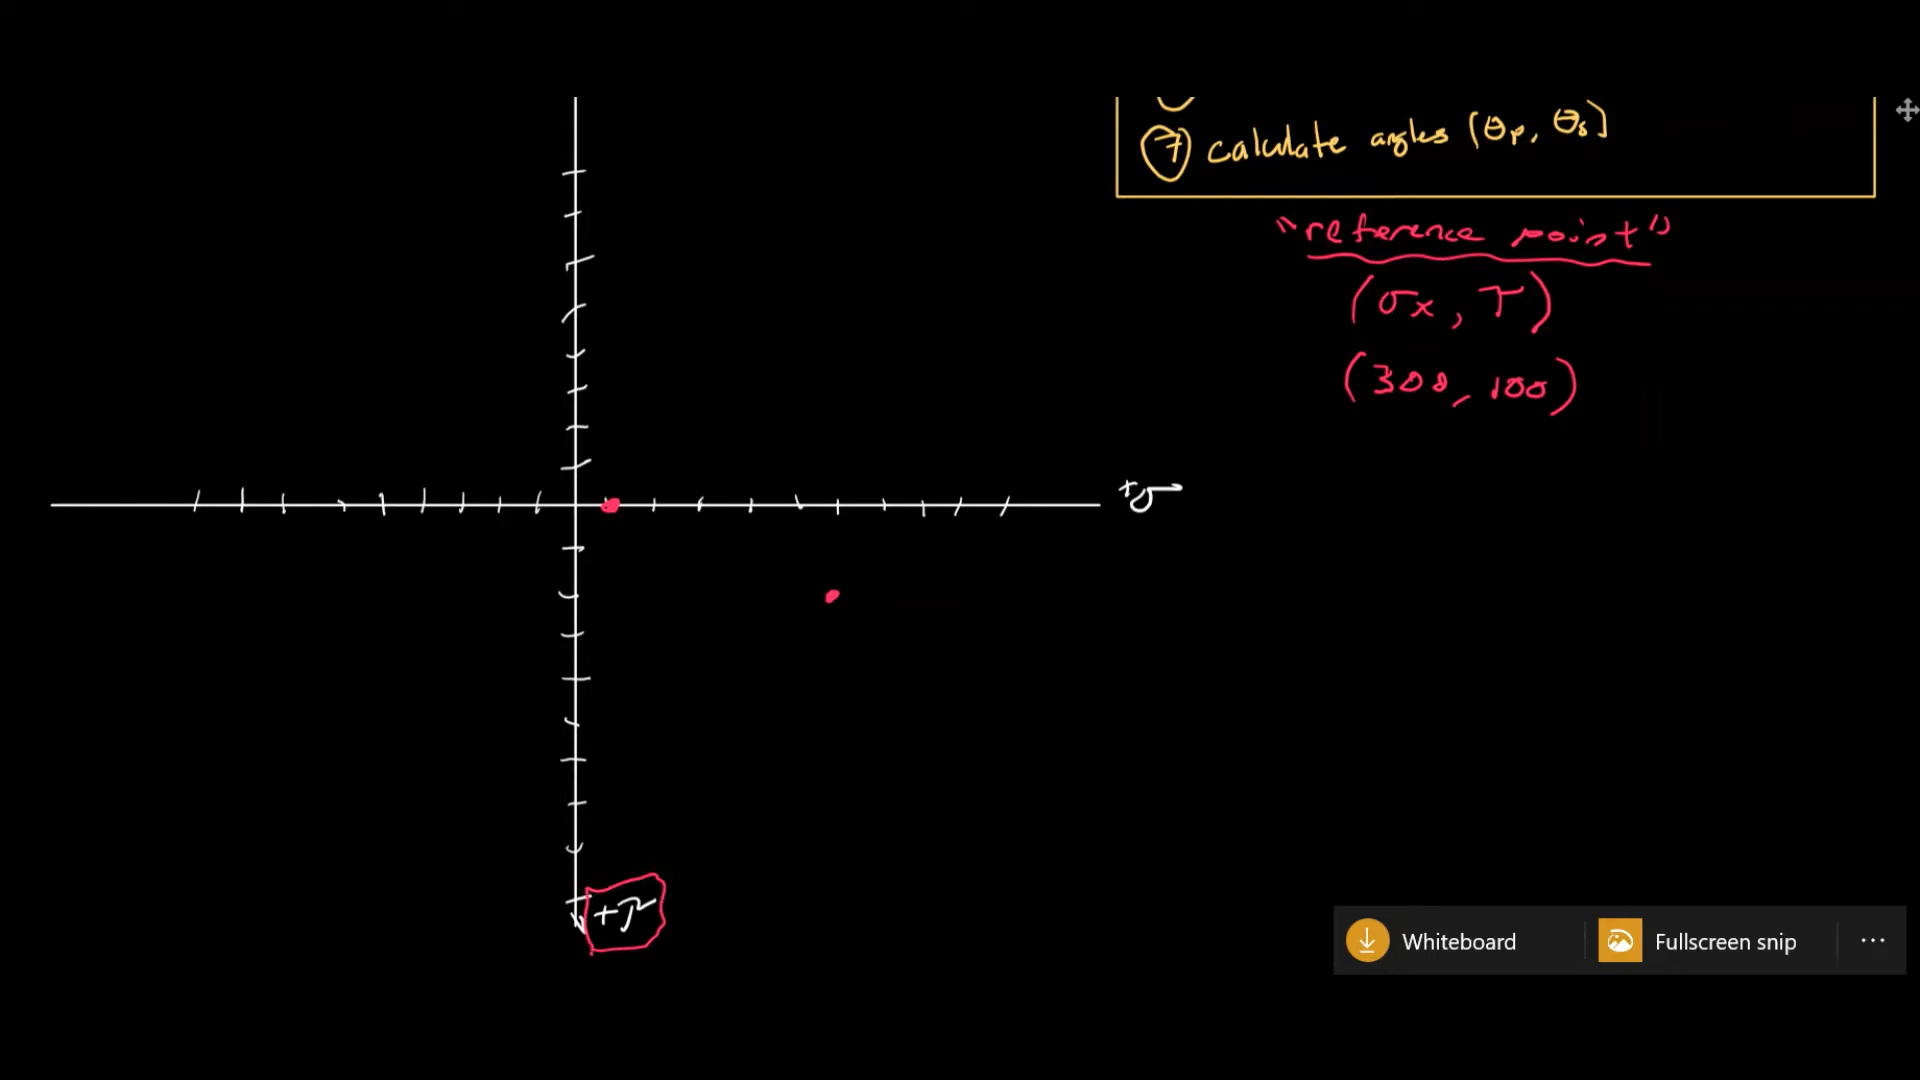 ⑦ calculate angles (θp, θs)
"reference point"
(σx, τ)
(300, 100)
+σ
+τ
Whiteboard
Fullscreen snip